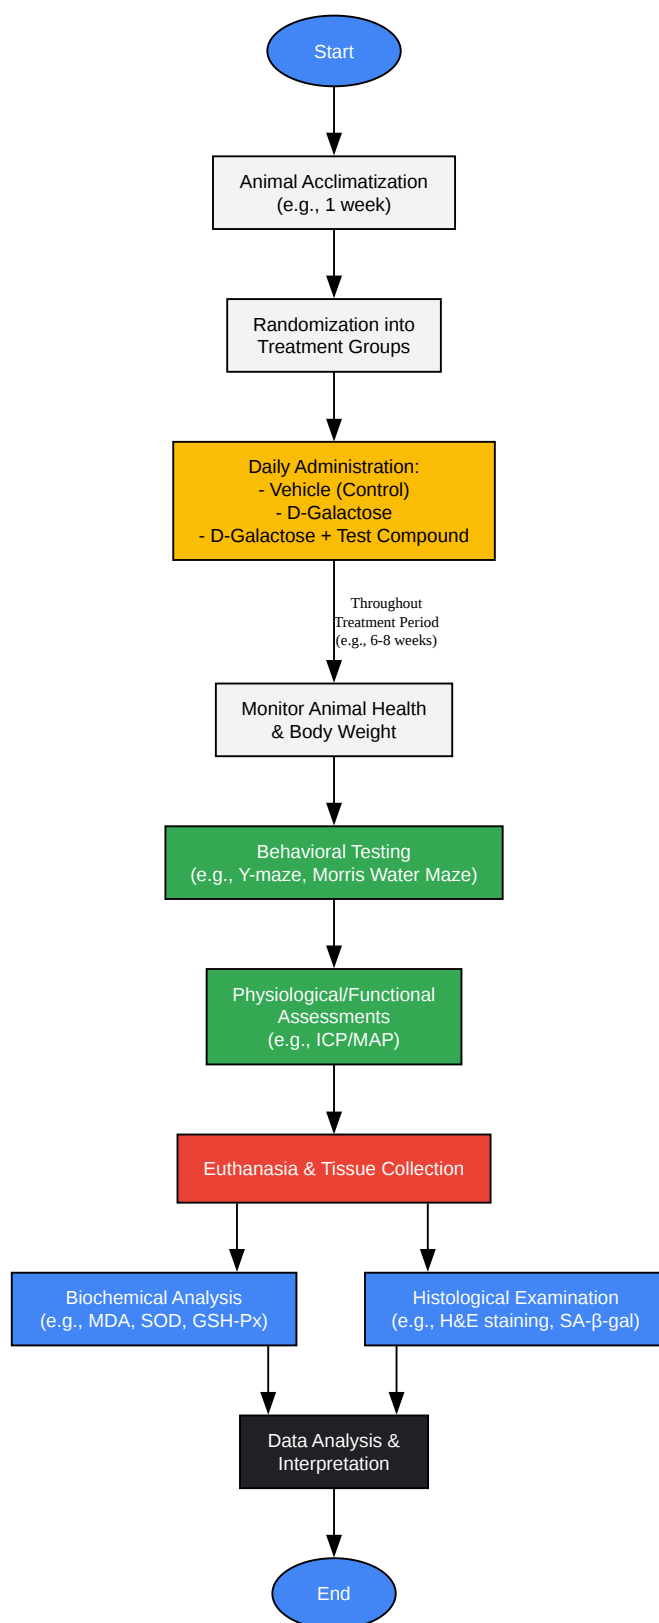 Start
Animal Acclimatization
(e.g., 1 week)
Randomization into
Treatment Groups
Daily Administration:
- Vehicle (Control)
- D-Galactose
- D-Galactose + Test Compound
Throughout
Treatment Period
(e.g., 6-8 weeks)
Monitor Animal Health
& Body Weight
Behavioral Testing
(e.g., Y-maze, Morris Water Maze)
Physiological/Functional
Assessments
(e.g., ICP/MAP)
Euthanasia & Tissue Collection
Biochemical Analysis
(e.g., MDA, SOD, GSH-Px)
Histological Examination
(e.g., H&E staining, SA-β-gal)
Data Analysis &
Interpretation
End